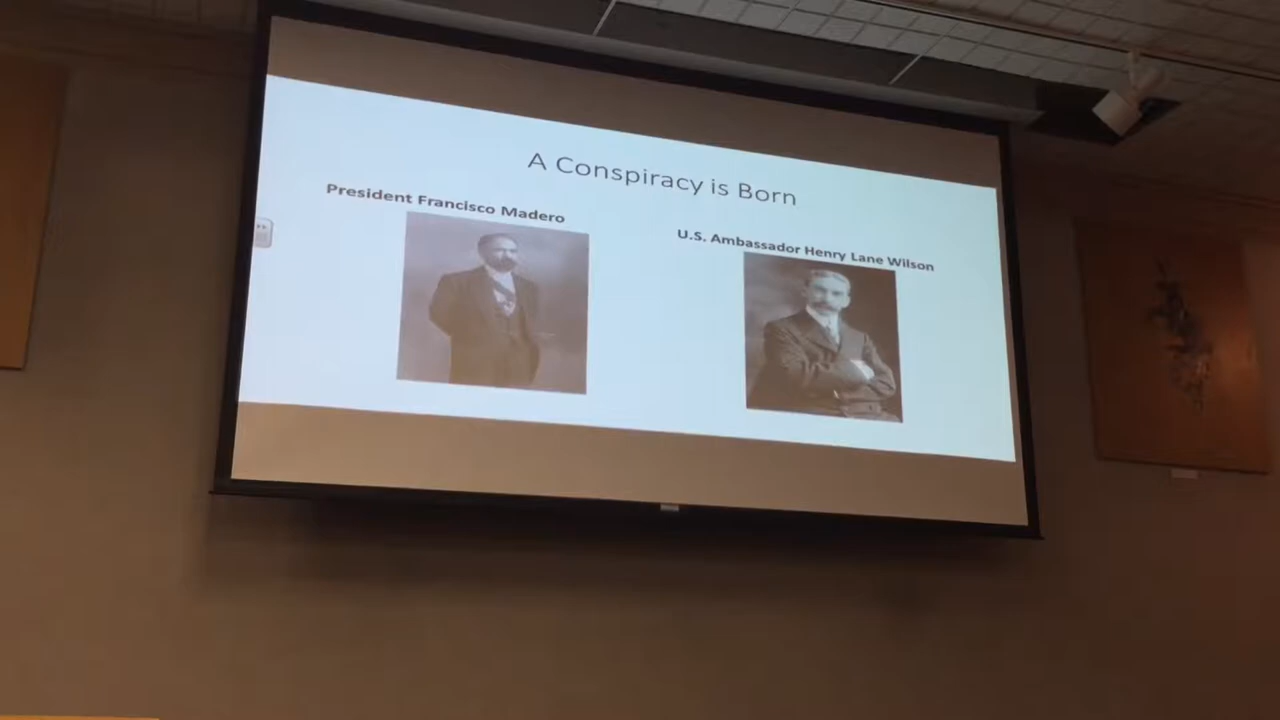 A Conspiracy is Born
President Francisco Madero
U.S. Ambassador Henry Lane Wilson